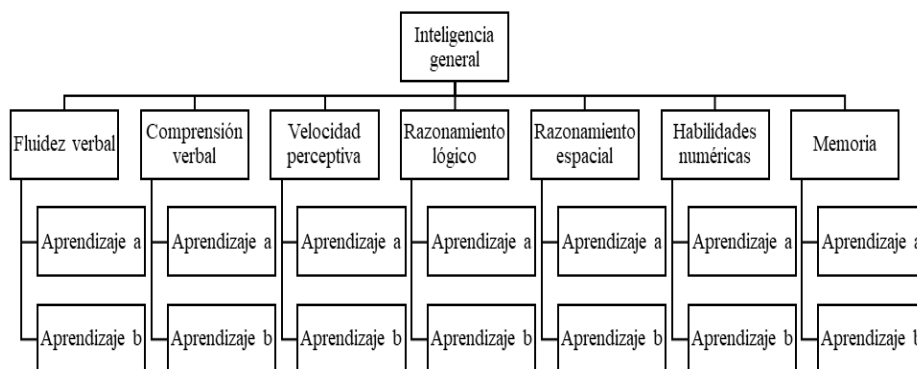 Inteligencia
general
Fluidez verbal
Comprensión
verbal
Velocidad
perceptiva
Razonamiento
lógico
Razonamiento
espacial
Habilidades
numéricas
Memoria
Aprendizaje a
Aprendizaje a
Aprendizaje a
Aprendizaje a
Aprendizaje a
Aprendizaje a
Aprendizaje a
Aprendizaje b
Aprendizaje b
Aprendizaje b
Aprendizaje b
Aprendizaje b
Aprendizaje b
Aprendizaje b